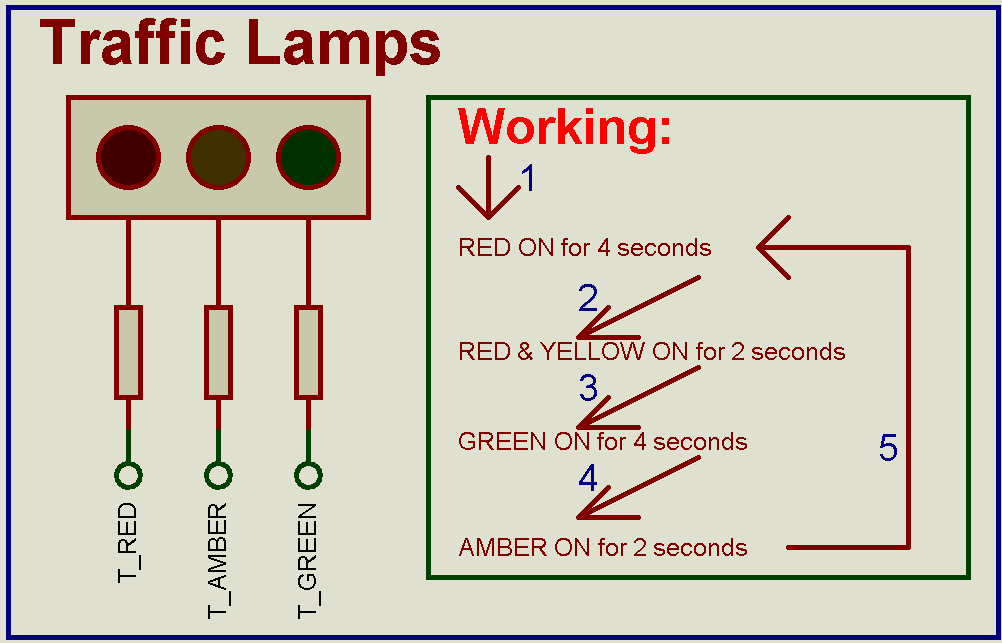 Traffic Lamps
Working:
1
RED ON for 4 seconds
2
RED & YELLOW ON for 2 seconds
3
GREEN ON for 4 seconds
4
5
AMBER ON for 2 seconds
T_RED
T_AMBER
T_GREEN